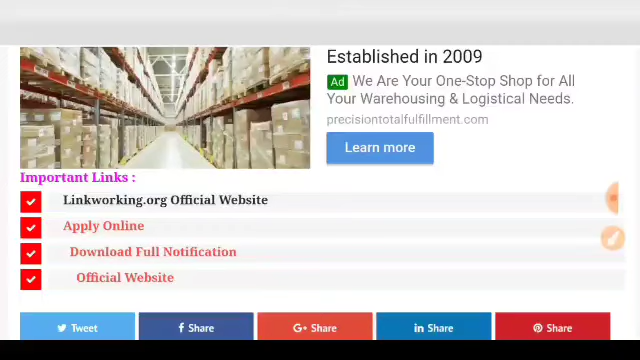 Established in 2009
Ad We Are Your One-Stop Shop for All
Your Warehousing & Logistical Needs.
precisiontotalfulfillment.com
Learn more
Important Links :
Linkworking.org Official Website
Apply Online
Download Full Notification
Official Website
Tweet
Share
G+ Share
in Share
Share